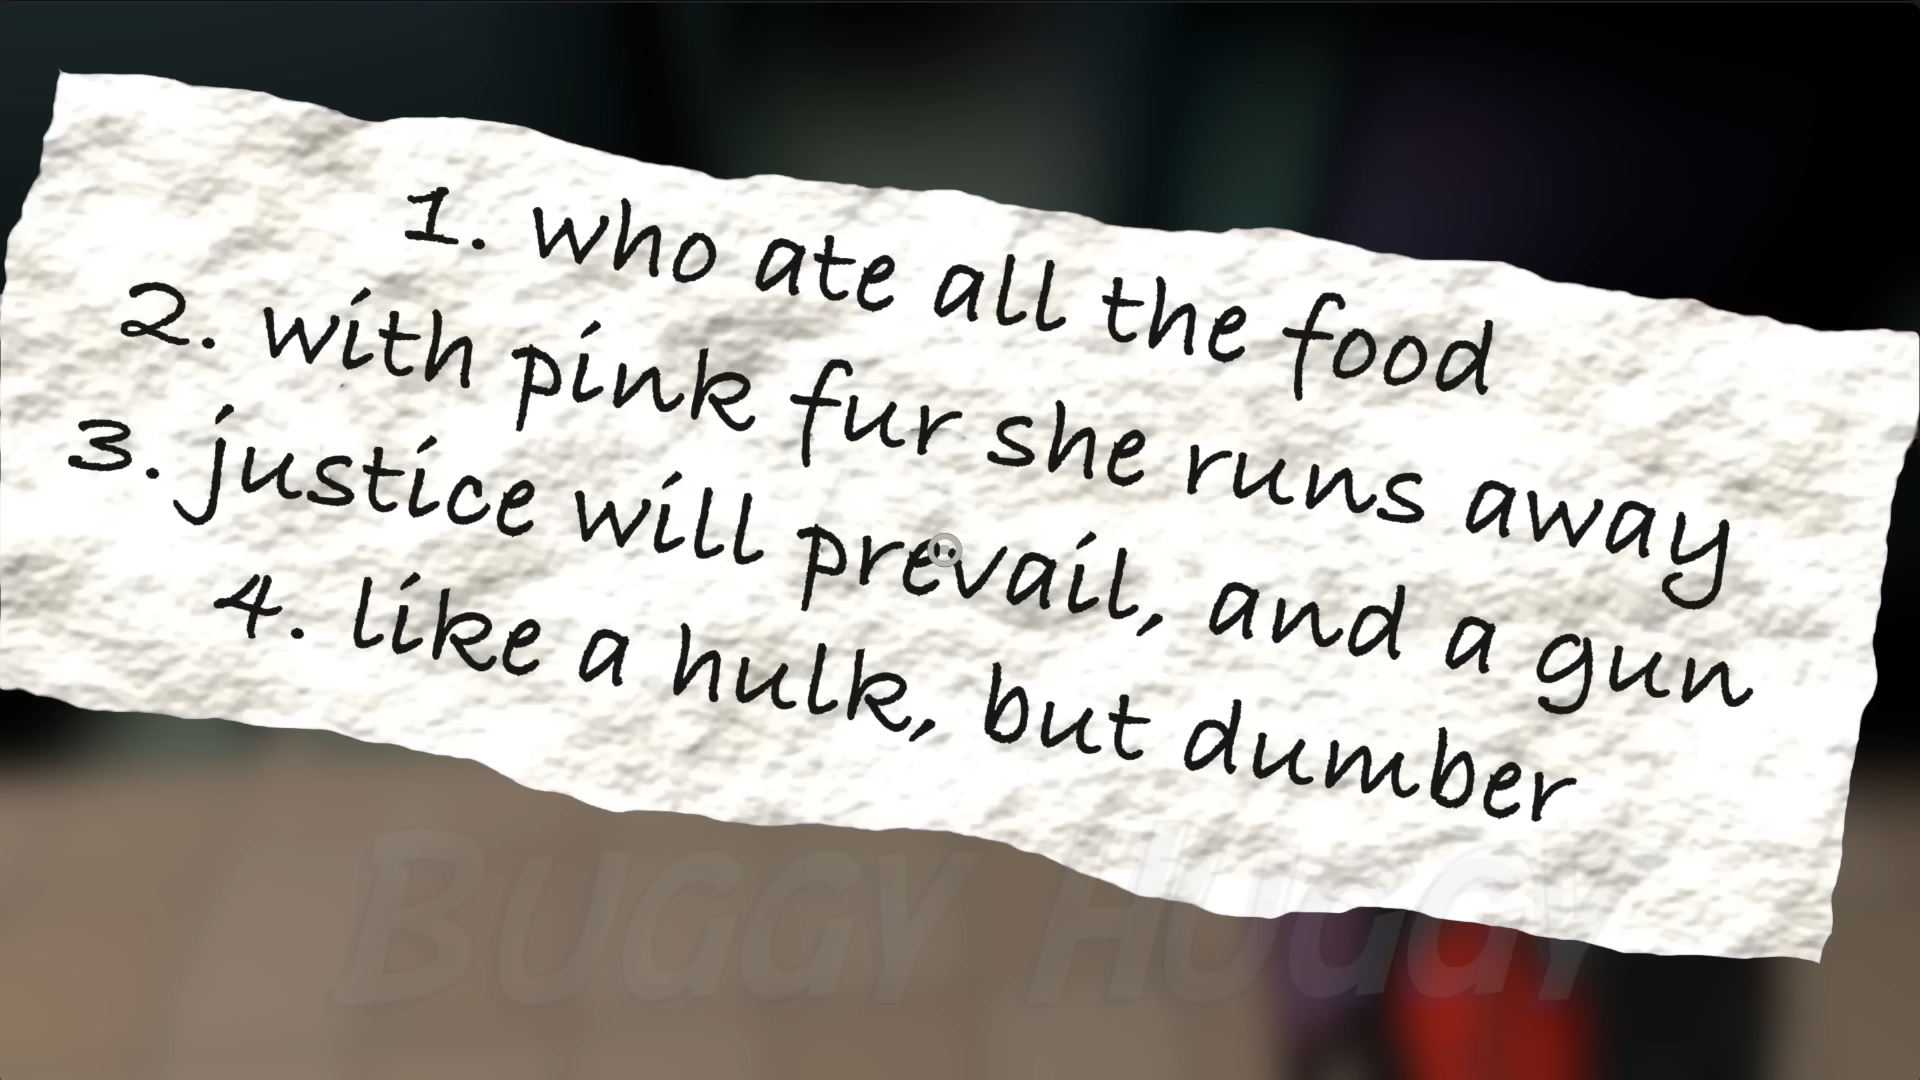 1. who ate all the food
2. with pink fur she runs away
3. justice will prevail, and a gun
4. like a hulk, but dumber
BUGGY HUGGY